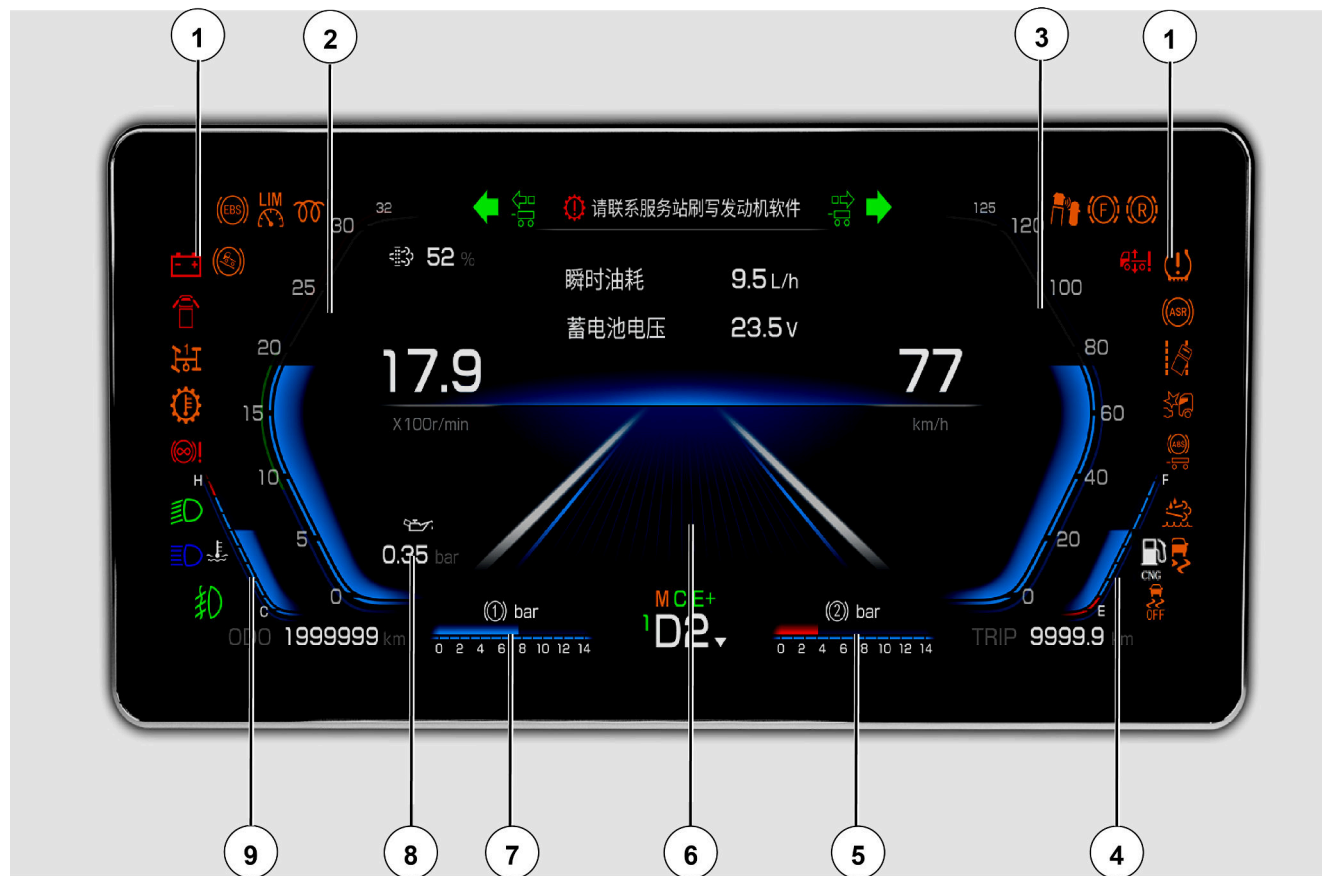 1 2 3 1
EBS LIM
32 请联系服务站刷写发动机软件 125
30 120 F R
52 %
瞬时油耗 9.5 L/h
25 100
蓄电池电压 23.5 V
ASR
20 80
1
17.9 77
15 60
X100r/min km/h
ABS
10 40
H F
5 20
0.35 bar
CNG
C 0 M C E+ 0 E
① bar ② bar
OFF
ODO 1999999 km 1 D2 TRIP 9999.9 km
0 2 4 6 8 10 12 14 0 2 4 6 8 10 12 14
9 8 7 6 5 4